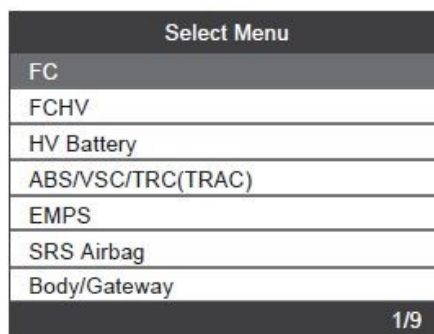 Select Menu
FC
FCHV
HV Battery
ABS/VSC/TRC(TRAC)
EMPS
SRS Airbag
Body/Gateway
1/9